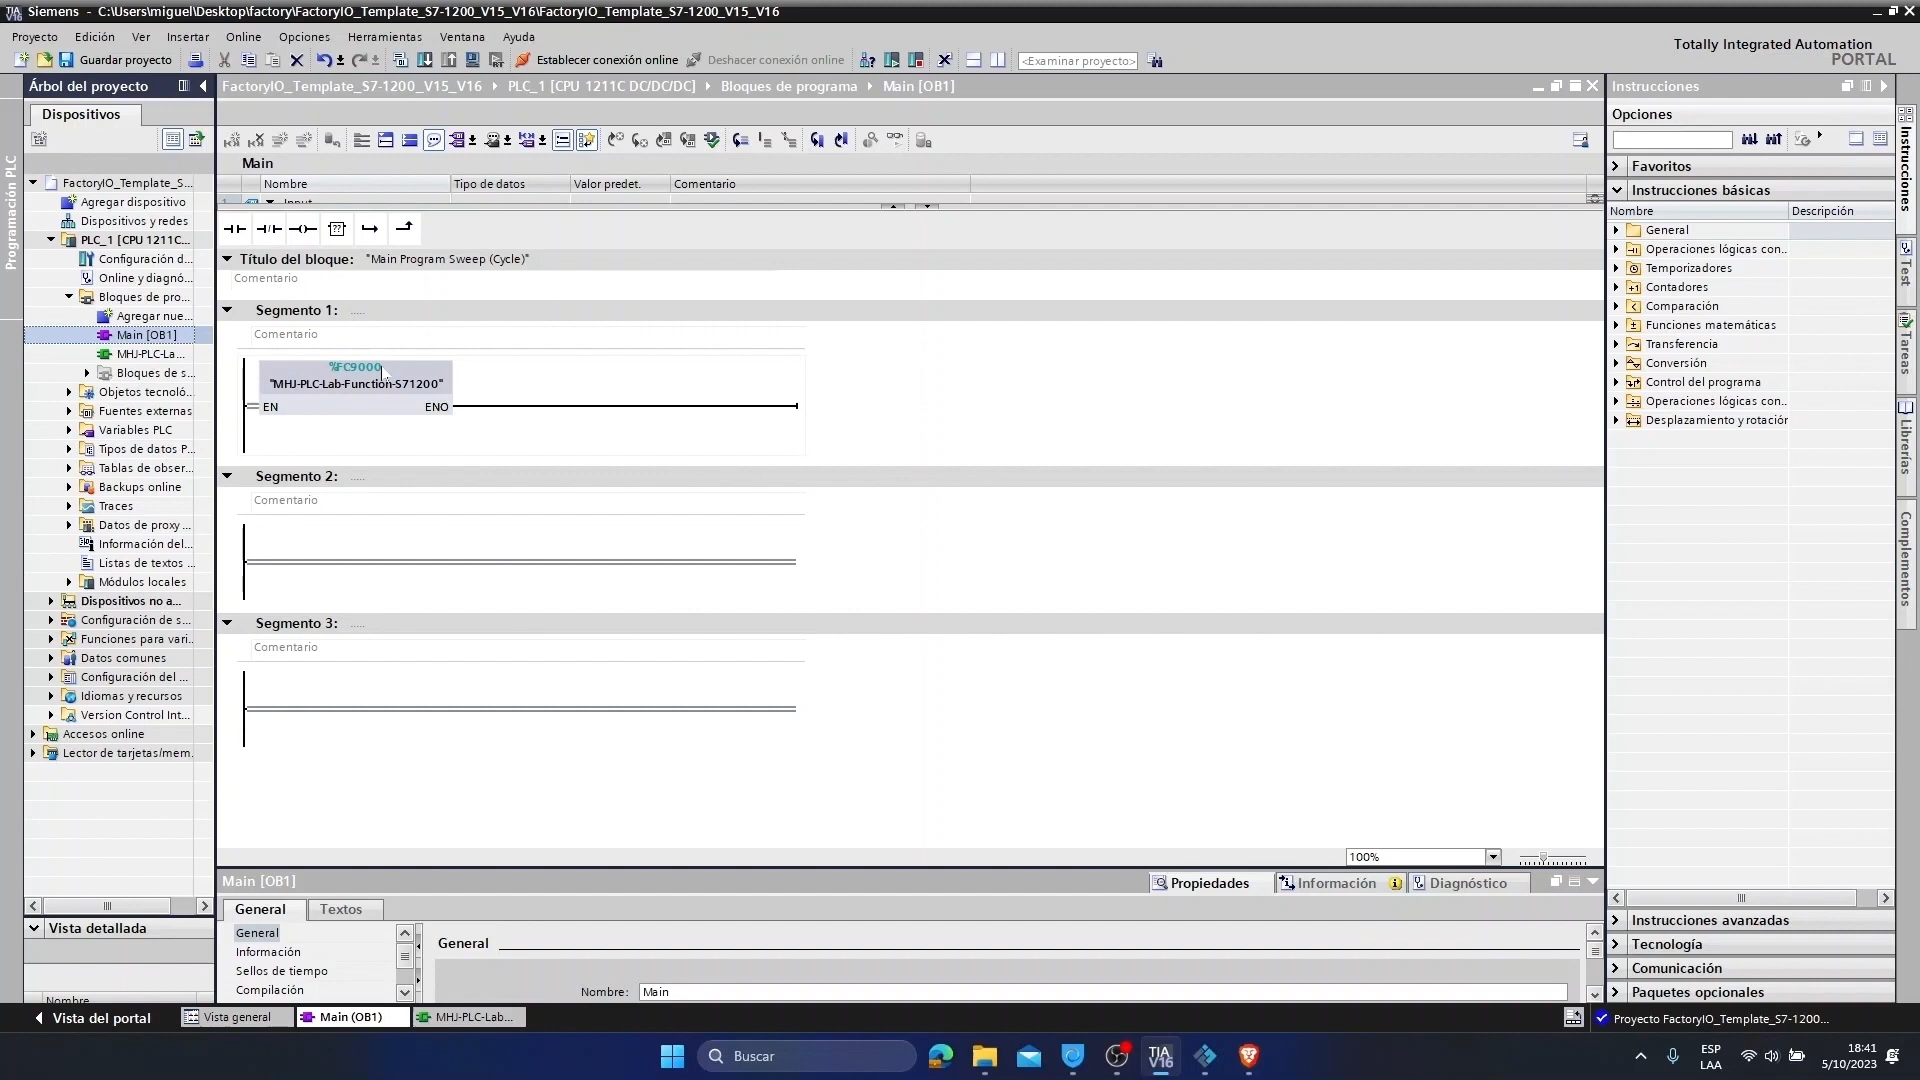 Siemens - C:\Users\miguel\Desktop\factory\FactoryIO_Template_S7-1200_V15_V16\FactoryIO_Template_S7-1200_V15_V16
Proyecto Edición Ver Insertar Online Opciones Herramientas Ventana Ayuda
Totally Integrated Automation
PORTAL
Guardar proyecto
Establecer conexión online
Deshacer conexión online
<Examinar proyecto>
Árbol del proyecto
FactoryIO_Template_S7-1200_V15_V16 PLC_1 [CPU 1211C DC/DC/DC] Bloques de programa Main [OB1]
Instrucciones
Dispositivos
Opciones
Programación PLC
FactoryIO_Template_S...
Agregar dispositivo
Dispositivos y redes
PLC_1 [CPU 1211C...
Configuración d...
Online y diagnó...
Bloques de pro...
Agregar nue...
Main [OB1]
MHJ-PLC-La...
Bloques de s...
Objetos tecnoló...
Fuentes externas
Variables PLC
Tipos de datos P...
Tablas de obser...
Backups online
Traces
Datos de proxy ...
Información del...
Listas de textos ...
Módulos locales
Dispositivos no a...
Configuración de s...
Funciones para vari...
Datos comunes
Configuración del ...
Idiomas y recursos
Version Control Int...
Accesos online
Lector de tarjetas/mem.
Vista detallada
Nombre
Main
Nombre Tipo de datos Valor predet. Comentario
1 Input
??
Título del bloque: "Main Program Sweep (Cycle)"
Comentario
Segmento 1: .....
Comentario
%FC9000
"MHJ-PLC-Lab-Function-S71200"
EN ENO
Segmento 2: .....
Comentario
Segmento 3: .....
Comentario
100%
Main [OB1]
Propiedades Información Diagnóstico
General Textos
General
Información
Sellos de tiempo
Compilación
General
Nombre: Main
Favoritos
Instrucciones básicas
Nombre Descripción
General
Operaciones lógicas con..
Temporizadores
Contadores
Comparación
Funciones matemáticas
Transferencia
Conversión
Control del programa
Operaciones lógicas con..
Desplazamiento y rotación
Instrucciones avanzadas
Tecnología
Comunicación
Paquetes opcionales
Instrucciones
Test
Tareas
Librerías
Complementos
Vista del portal
Vista general
Main (OB1)
MHJ-PLC-Lab...
Proyecto FactoryIO_Template_S7-1200...
Buscar
TIA
V16
ESP
LAA
18:41
5/10/2023